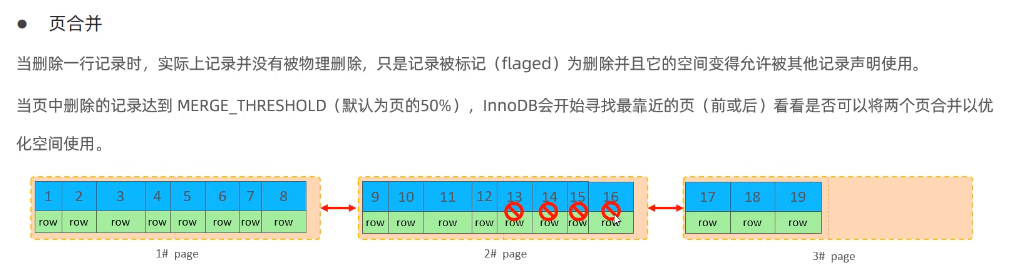 ● 页合并
当删除一行记录时，实际上记录并没有被物理删除，只是记录被标记（flaged）为删除并且它的空间变得允许被其他记录声明使用。
当页中删除的记录达到 MERGE_THRESHOLD（默认为页的50%），InnoDB会开始寻找最靠近的页（前或后）看看是否可以将两个页合并以优
化空间使用。
1 2 3 4 5 6 7 8 9 10 11 12 13 14 15 16 17 18 19
row row row row row row row row row row row row row row row row row row row
1# page 2# page 3# page